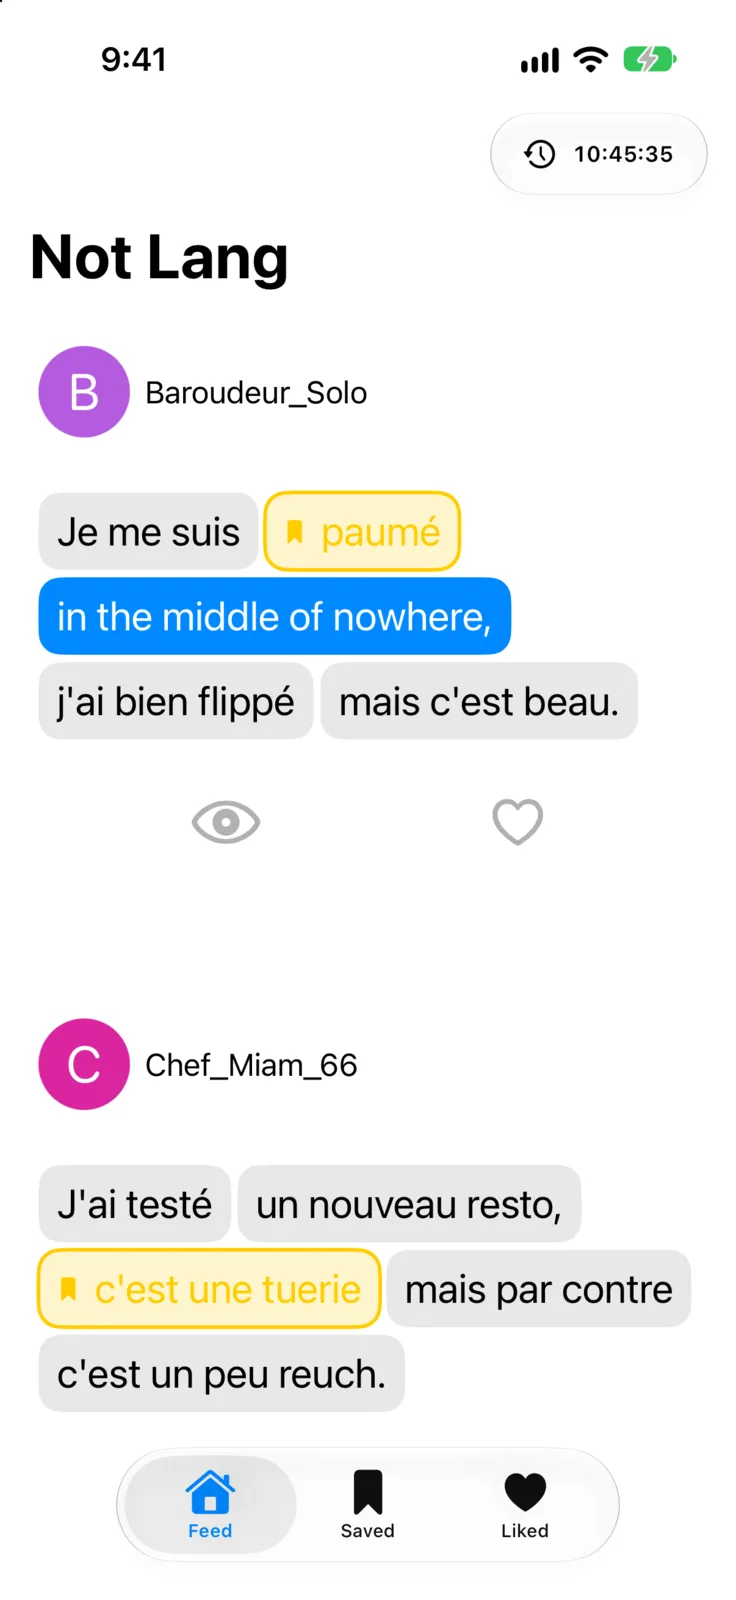 9:41
10:45:35
Not Lang
B Baroudeur_Solo
Je me suis paumé
in the middle of nowhere,
j'ai bien flippé mais c'est beau.
C Chef_Miam_66
J'ai testé un nouveau resto,
c'est une tuerie mais par contre
c'est un peu reuch.
Feed Saved Liked